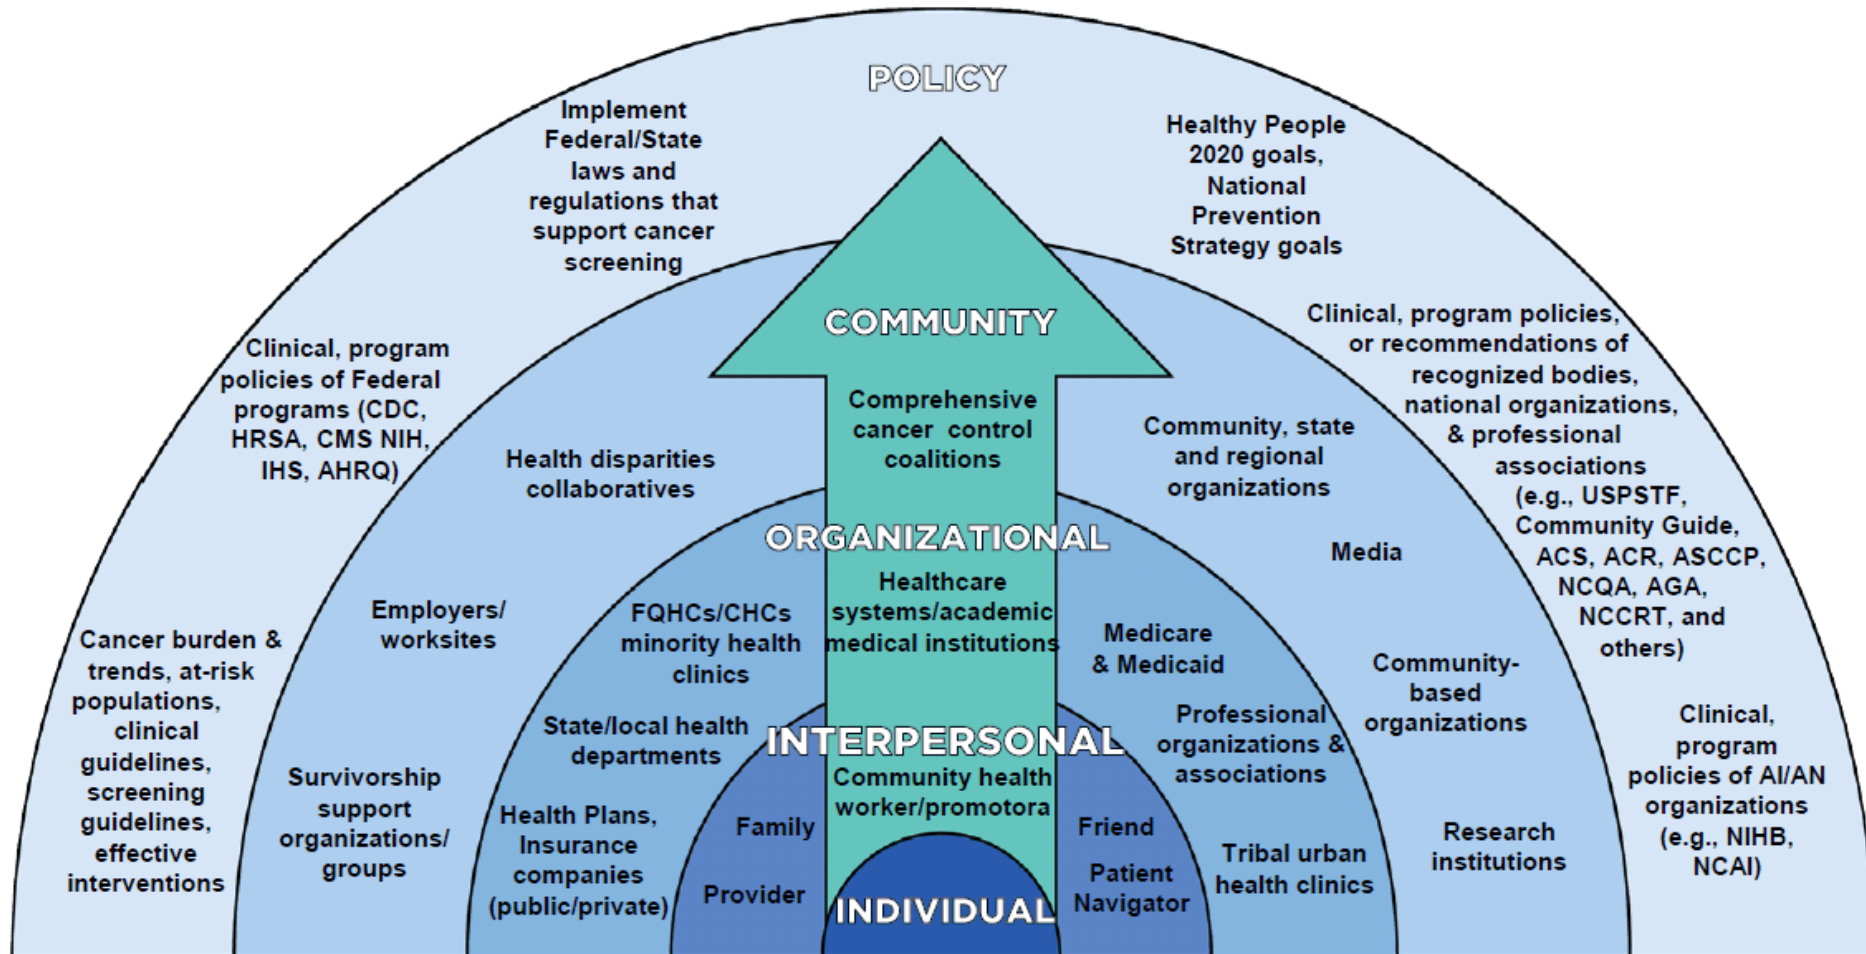 POLICY
Implement
Federal/State
laws and
regulations that
support cancer
screening
Healthy People
2020 goals,
National
Prevention
Strategy goals
Clinical, program
policies of Federal
programs (CDC,
HRSA, CMS NIH,
IHS, AHRQ)
Clinical, program policies,
or recommendations of
recognized bodies,
national organizations,
& professional
associations
(e.g., USPSTF,
Community Guide,
ACS, ACR, ASCCP,
NCQA, AGA,
NCCRT, and
others)
Cancer burden &
trends, at-risk
populations,
clinical
guidelines,
screening
guidelines,
effective
interventions
Clinical,
program
policies of AI/AN
organizations
(e.g., NIHB,
NCAI)
COMMUNITY
Comprehensive
cancer control
coalitions
Health disparities
collaboratives
Community, state
and regional
organizations
Employers/
worksites
Media
Community-
based
organizations
Survivorship
support
organizations/
groups
Research
institutions
ORGANIZATIONAL
Healthcare
systems/academic
medical institutions
FQHCs/CHCs
minority health
clinics
Medicare
& Medicaid
State/local health
departments
Professional
organizations &
associations
Health Plans,
Insurance
companies
(public/private)
Tribal urban
health clinics
INTERPERSONAL
Community health
worker/promotora
Family
Friend
Provider
Patient
Navigator
INDIVIDUAL